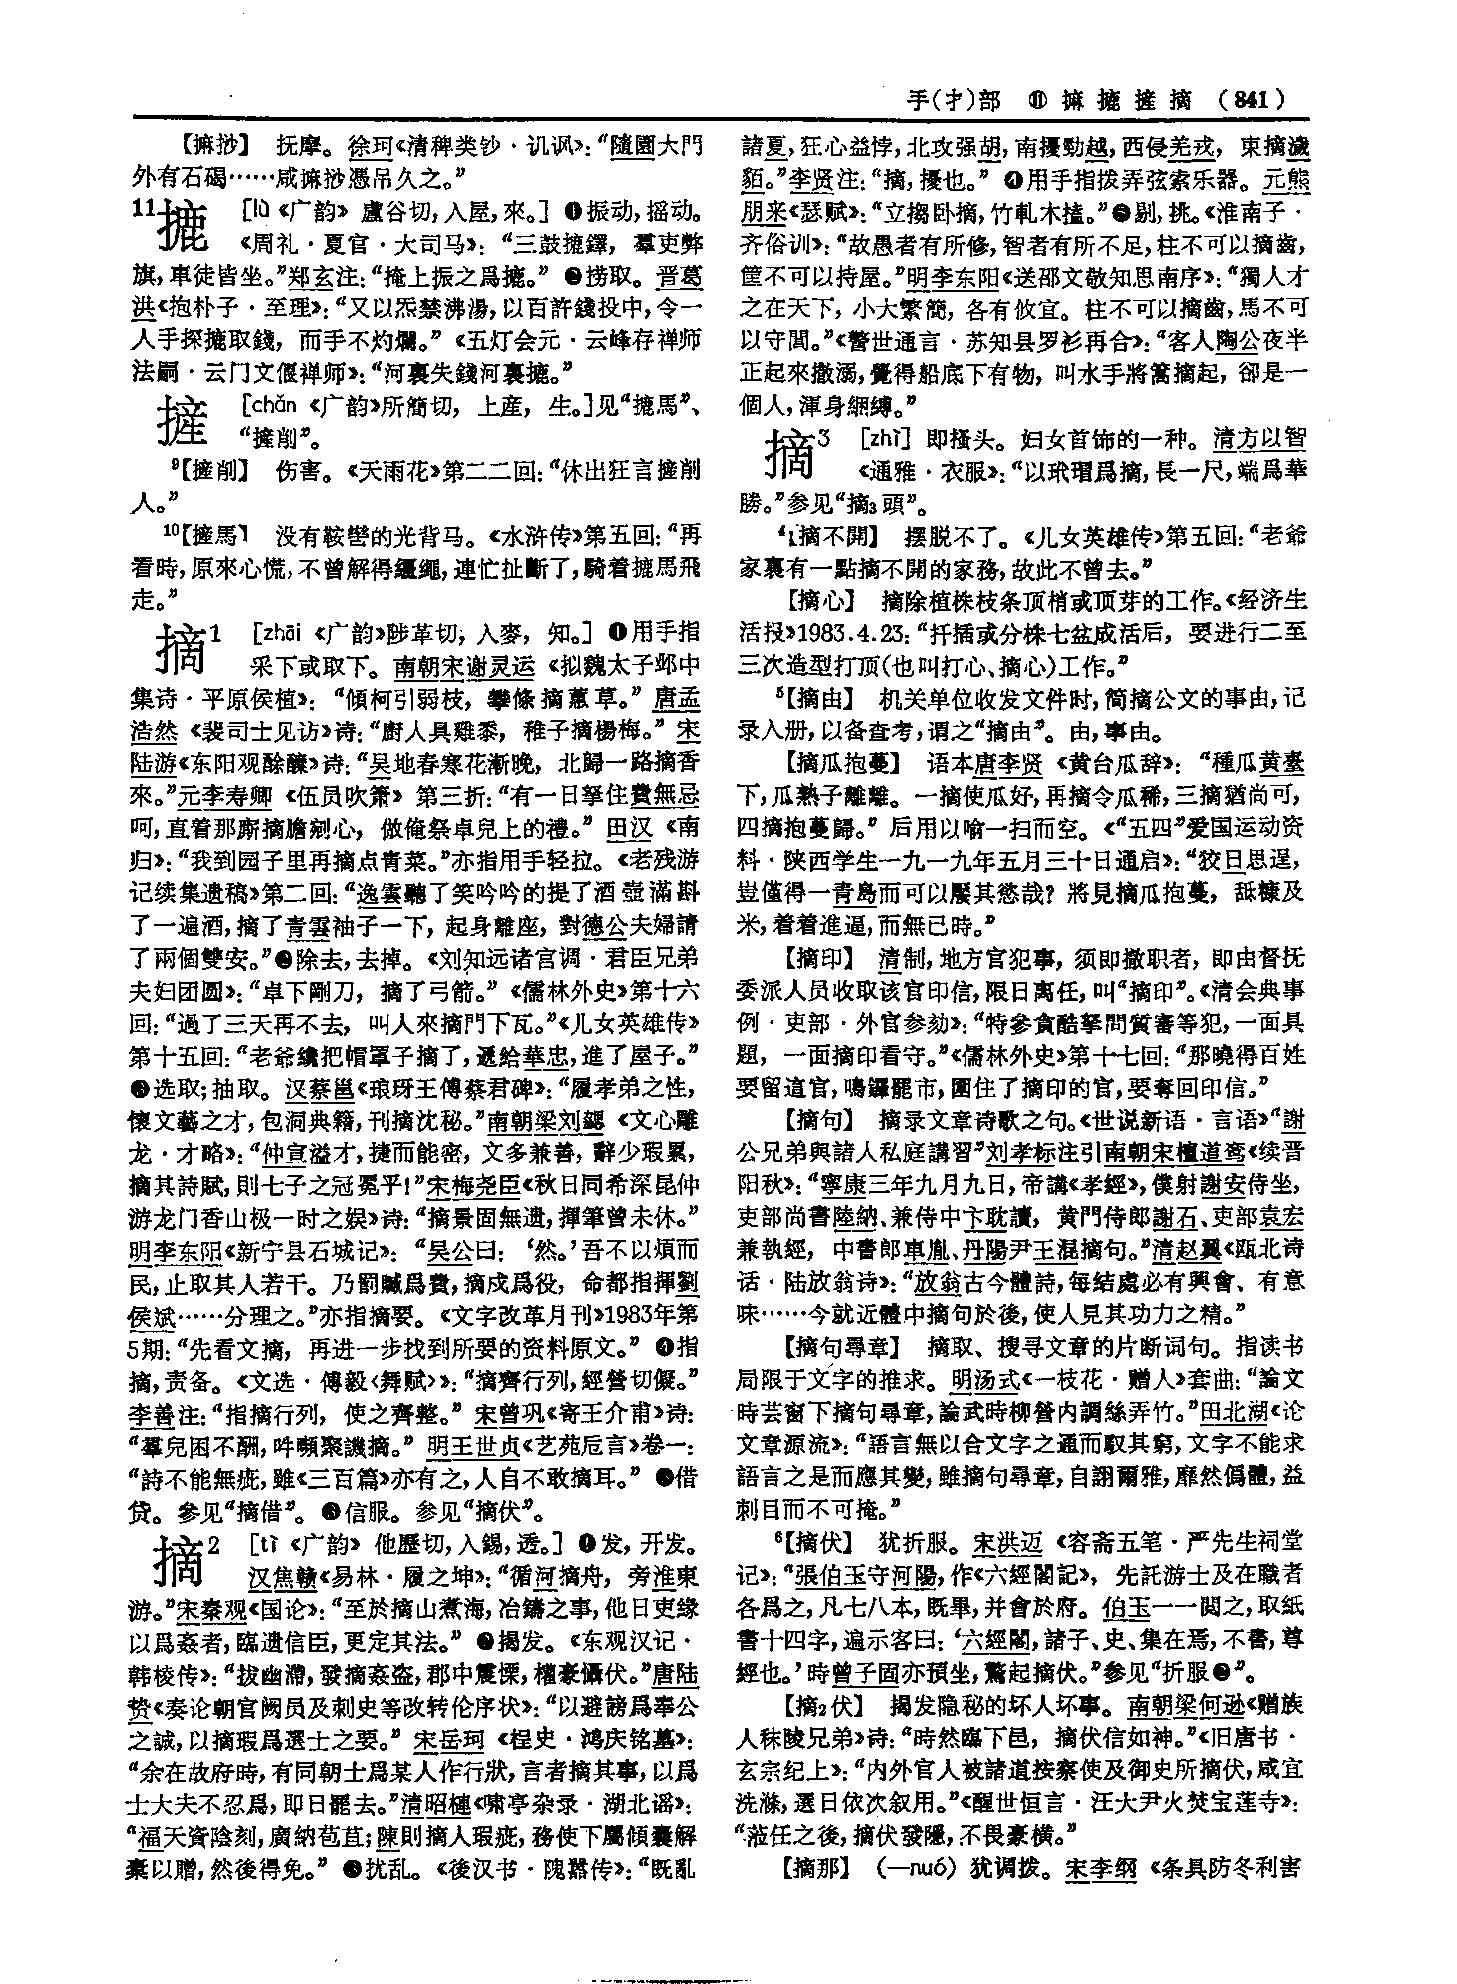 手(扌)部 ⑪ 搟 摝 摌 摘 (841)
【摵挱】 抚摩。徐珂《清稗类钞·讥讽》：“隨園大門
外有石碣……咸挱憑吊久之。”
11摝 [lù《广韵》盧谷切，入屋，來。] ❶振动，摇动。
《周礼·夏官·大司马》：“三鼓摝鐸，羣吏弊
旗，車徒皆坐。”郑玄注：“掩上振之爲摝。” ❷捞取。晋葛
洪《抱朴子·至理》：“又以炁禁沸湯，以百許錢投中，令一
人手探摝取錢，而手不灼爛。”《五灯会元·云峰存禅师
法嗣·云门文偃禅师》：“河裏失錢河裏摝。”
摌 [chǎn《广韵》所簡切，上産，生。]见“摌馬”、
“摌削”。
9【摌削】 伤害。《天雨花》第二二回：“休出狂言摌削
人。”
10【摌馬】 没有鞍辔的光背马。《水浒传》第五回：“再
看時，原來心慌，不曾解得繮繩，連忙扯斷了，騎着摌馬飛
走。”
摘1 [zhāi《广韵》陟革切，入麥，知。] ❶用手指
采下或取下。南朝宋谢灵运《拟魏太子邺中
集诗·平原侯植》：“傾柯引弱枝，攀條摘蕙草。”唐孟
浩然《裴司士见访》诗：“廚人具雞黍，稚子摘楊梅。”宋
陆游《东阳观酴醾》诗：“吴地春寒花漸晚，北歸一路摘香
來。”元李寿卿《伍员吹箫》第三折：“有一日拏住費無忌
呵，直着那廝摘膽剜心，做俺祭卓兒上的禮。”田汉《南
归》：“我到园子里再摘点青菜。”亦指用手轻拉。《老残游
记续集遗稿》第二回：“逸雲聽了笑吟吟的提了酒壺滿斟
了一遍酒，摘了青雲袖子一下，起身離座，對德公夫婦請
了兩個雙安。”❷除去，去掉。《刘知远诸宫调·君臣兄弟
夫妇团圆》：“卓下剛刀，摘了弓箭。”《儒林外史》第十六
回：“過了三天再不去，叫人來摘門下瓦。”《儿女英雄传》
第十五回：“老爺纔把帽罩子摘了，遞給華忠，進了屋子。”
❸选取；抽取。汉蔡邕《琅玡王傅蔡君碑》：“履孝弟之性，
懷文藝之才，包洞典籍，刊摘沈秘。”南朝梁刘勰《文心雕
龙·才略》：“仲宣溢才，捷而能密，文多兼善，辭少瑕累，
摘其詩賦，則七子之冠冕乎！”宋梅尧臣《秋日同希深昆仲
游龙门香山极一时之娱》诗：“摘景固無遗，揮筆曾未休。”
明李东阳《新宁县石城记》：“吴公曰：‘然。’吾不以煩而
民，止取其人若干。乃罰贓爲費，摘戍爲役，命都指揮劉
侯斌……分理之。”亦指摘要。《文字改革月刊》1983年第
5期：“先看文摘，再进一步找到所要的资料原文。” ❹指
摘，责备。《文选·傅毅〈舞赋〉》：“摘齊行列，經營切儗。”
李善注：“指摘行列，使之齊整。”宋曾巩《寄王介甫》诗：
“羣兒困不酬，吽嚬聚譏摘。”明王世贞《艺苑卮言》卷一：
“詩不能無疵，雖《三百篇》亦有之，人自不敢摘耳。” ❺借
贷。参见“摘借”。❻信服。参见“摘伏”。
摘2 [tì《广韵》他歷切，入錫，透。] ❶发，开发。
汉焦赣《易林·履之坤》：“循河摘舟，旁淮東
游。”宋秦观《国论》：“至於摘山煮海，冶鑄之事，他日吏缘
以爲姦者，臨遗信臣，更定其法。” ❷揭发。《东观汉记·
韩棱传》：“拔幽滯，發摘姦盗，郡中震慄，權豪懾伏。”唐陆
贽《奏论朝官阙员及刺史等改转伦序状》：“以避謗爲奉公
之誠，以摘瑕爲選士之要。”宋岳珂《桯史·鸿庆铭墓》：
“余在故府時，有同朝士爲某人作行狀，言者摘其事，以爲
士大夫不忍爲，即日罷去。”清昭梿《啸亭杂录·湖北谣》：
“福天資陰刻，廣納苞苴；陳則摘人瑕疵，務使下屬傾囊解
橐以贈，然後得免。” ❸扰乱。《後汉书·隗嚣传》：“既亂
諸夏，狂心益悖，北攻强胡，南擾勁越，西侵羌戎，東摘濊
貊。”李贤注：“摘，擾也。” ❹用手指拨弄弦索乐器。元熊
朋来《瑟赋》：“立搊卧摘，竹軋木㩉。”❺剔，挑。《淮南子·
齐俗训》：“故愚者有所修，智者有所不足，柱不可以摘齒，
筐不可以持屋。”明李东阳《送邵文敬知思南序》：“獨人才
之在天下，小大繁簡，各有攸宜。柱不可以摘齒，馬不可
以守閭。”《警世通言·苏知县罗衫再合》：“客人陶公夜半
正起來撒溺，覺得船底下有物，叫水手將篙摘起，卻是一
個人，渾身綑縛。”
摘3 [zhì] 即搔头。妇女首饰的一种。清方以智
《通雅·衣服》：“以玳瑁爲摘，長一尺，端爲華
勝。”参见“摘3頭”。
4【摘不開】 摆脱不了。《儿女英雄传》第五回：“老爺
家裏有一點摘不開的家務，故此不曾去。”
【摘心】 摘除植株枝条顶梢或顶芽的工作。《经济生
活报》1983.4.23：“扦插或分株七盆成活后，要进行二至
三次造型打顶（也叫打心、摘心）工作。”
5【摘由】 机关单位收发文件时，简摘公文的事由，记
录入册，以备查考，谓之“摘由”。由，事由。
【摘瓜抱蔓】 语本唐李贤《黄台瓜辞》：“種瓜黄臺
下，瓜熟子離離。一摘使瓜好，再摘令瓜稀，三摘猶尚可，
四摘抱蔓歸。”后用以喻一扫而空。《“五四”爱国运动资
料·陕西学生一九一九年五月三十日通启》：“狡日思逞，
豈僅得一青島而可以饜其慾哉？將見摘瓜抱蔓，舐糠及
米，着着進逼，而無已時。”
【摘印】 清制，地方官犯事，须即撤职者，即由督抚
委派人员收取该官印信，限日离任，叫“摘印”。《清会典事
例·吏部·外官参劾》：“特參貪酷拏問質審等犯，一面具
題，一面摘印看守。”《儒林外史》第十七回：“那曉得百姓
要留這官，鳴鑼罷市，圍住了摘印的官，要奪回印信。”
【摘句】 摘录文章诗歌之句。《世说新语·言语》“謝
公兄弟與諸人私庭講習”刘孝标注引南朝宋檀道鸾《续晋
阳秋》：“寧康三年九月九日，帝講《孝經》，僕射謝安侍坐，
吏部尚書陸納、兼侍中卞耽讀，黄門侍郎謝石、吏部袁宏
兼執經，中書郎車胤、丹陽尹王混摘句。”清赵翼《瓯北诗
话·陆放翁诗》：“放翁古今體詩，每结處必有興會、有意
味……今就近體中摘句於後，使人見其功力之精。”
【摘句尋章】 摘取、搜寻文章的片断词句。指读书
局限于文字的推求。明汤式《一枝花·赠人》套曲：“論文
時芸窗下摘句尋章，論武時柳營内調絲弄竹。”田北湖《论
文章源流》：“語言無以合文字之通而馭其窮，文字不能求
語言之是而應其變，雖摘句尋章，自詡爾雅，靡然僞體，益
刺目而不可掩。”
6【摘伏】 犹折服。宋洪迈《容斋五笔·严先生祠堂
记》：“張伯玉守河陽，作《六經閣記》，先託游士及在職者
各爲之，凡七八本，既畢，并會於府。伯玉一一閱之，取紙
書十四字，遍示客曰：‘六經閣，諸子、史、集在焉，不書，尊
經也。’時曾子固亦預坐，驚起摘伏。”参见“折服❷”。
【摘2伏】 揭发隐秘的坏人坏事。南朝梁何逊《赠族
人秣陵兄弟》诗：“時然臨下邑，摘伏信如神。”《旧唐书·
玄宗纪上》：“内外官人被諸道按察使及御史所摘伏，咸宜
洗滌，選日依次叙用。”《醒世恒言·汪大尹火焚宝莲寺》：
“蒞任之後，摘伏發隱，不畏豪横。”
【摘那】 （—nuó）犹调拨。宋李纲《条具防冬利害